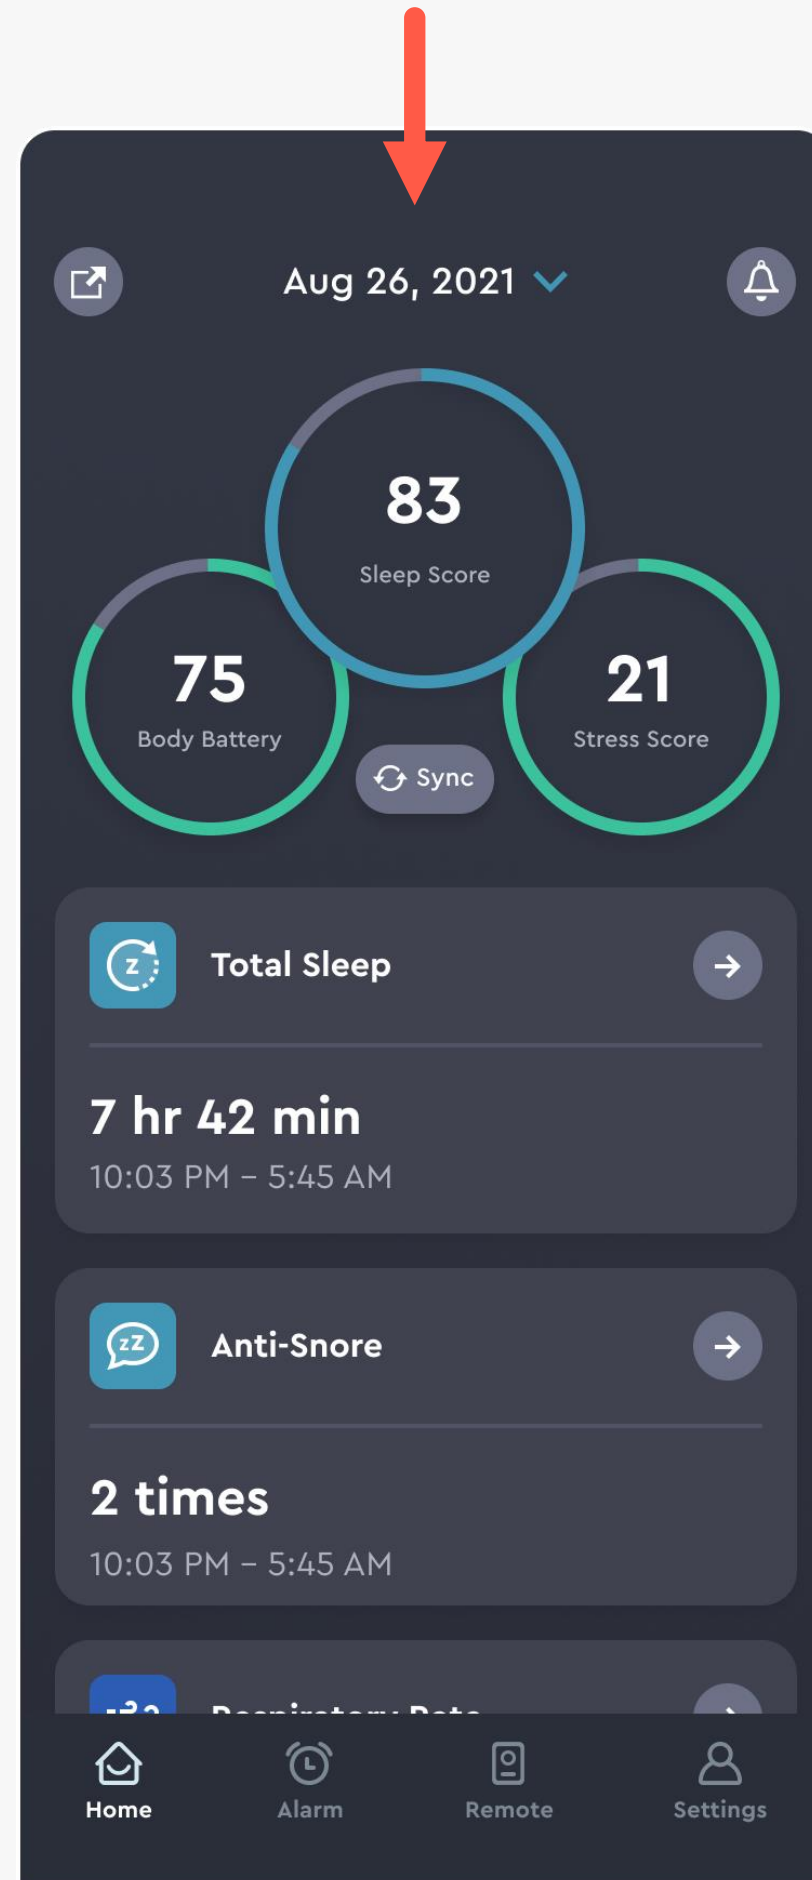 Aug 26, 2021
83
Sleep Score
75
Body Battery
21
Stress Score
Sync
Total Sleep
7 hr 42 min
10:03 PM – 5:45 AM
Anti-Snore
2 times
10:03 PM – 5:45 AM
Respiratory Rate
Home
Alarm
Remote
Settings